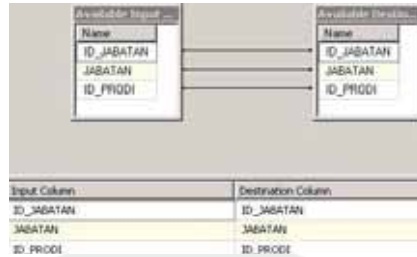 Available Input ...
Available Destin...
Name
Name
ID_JABATAN
ID_JABATAN
JABATAN
JABATAN
ID_PRODI
ID_PRODI
Input Column
Destination Column
ID_JABATAN
ID_JABATAN
JABATAN
JABATAN
ID_PRODI
ID_PRODI